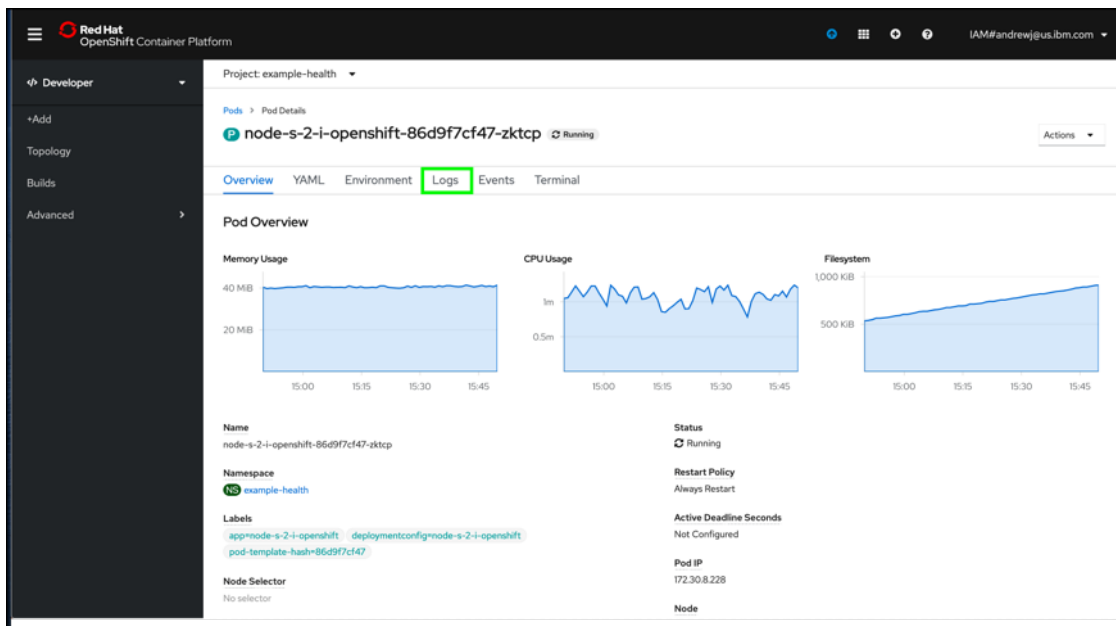 Red Hat
OpenShift Container Platform
IAM#andrewj@us.ibm.com
</> Developer
+Add
Topology
Builds
Advanced
Project: example-health
Pods > Pod Details
P node-s-2-i-openshift-86d9f7cf47-zktcp Running
Actions
Overview YAML Environment Logs Events Terminal
Pod Overview
Memory Usage
40 MiB
20 MiB
15:00 15:15 15:30 15:45
CPU Usage
1m
0.5m
15:00 15:15 15:30 15:45
Filesystem
1,000 KiB
500 KiB
15:00 15:15 15:30 15:45
Name
node-s-2-i-openshift-86d9f7cf47-zktcp
Namespace
NS example-health
Labels
app=node-s-2-i-openshift deploymentconfig=node-s-2-i-openshift
pod-template-hash=86d9f7cf47
Node Selector
No selector
Status
Running
Restart Policy
Always Restart
Active Deadline Seconds
Not Configured
Pod IP
172.30.8.228
Node